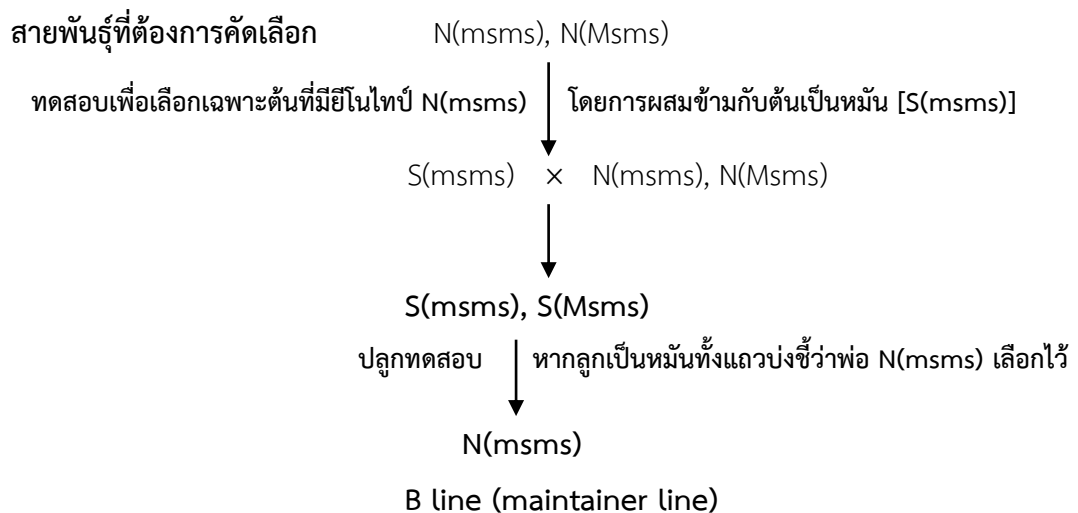 สายพันธุ์ที่ต้องการคัดเลือก N(msms), N(Msms)
ทดสอบเพื่อเลือกเฉพาะต้นที่มียีโนไทป์ N(msms) โดยการผสมข้ามกับต้นเป็นหมัน [S(msms)]
S(msms) × N(msms), N(Msms)
S(msms), S(Msms)
ปลูกทดสอบ หากลูกเป็นหมันทั้งแถวบ่งชี้ว่าพ่อ N(msms) เลือกไว้
N(msms)
B line (maintainer line)